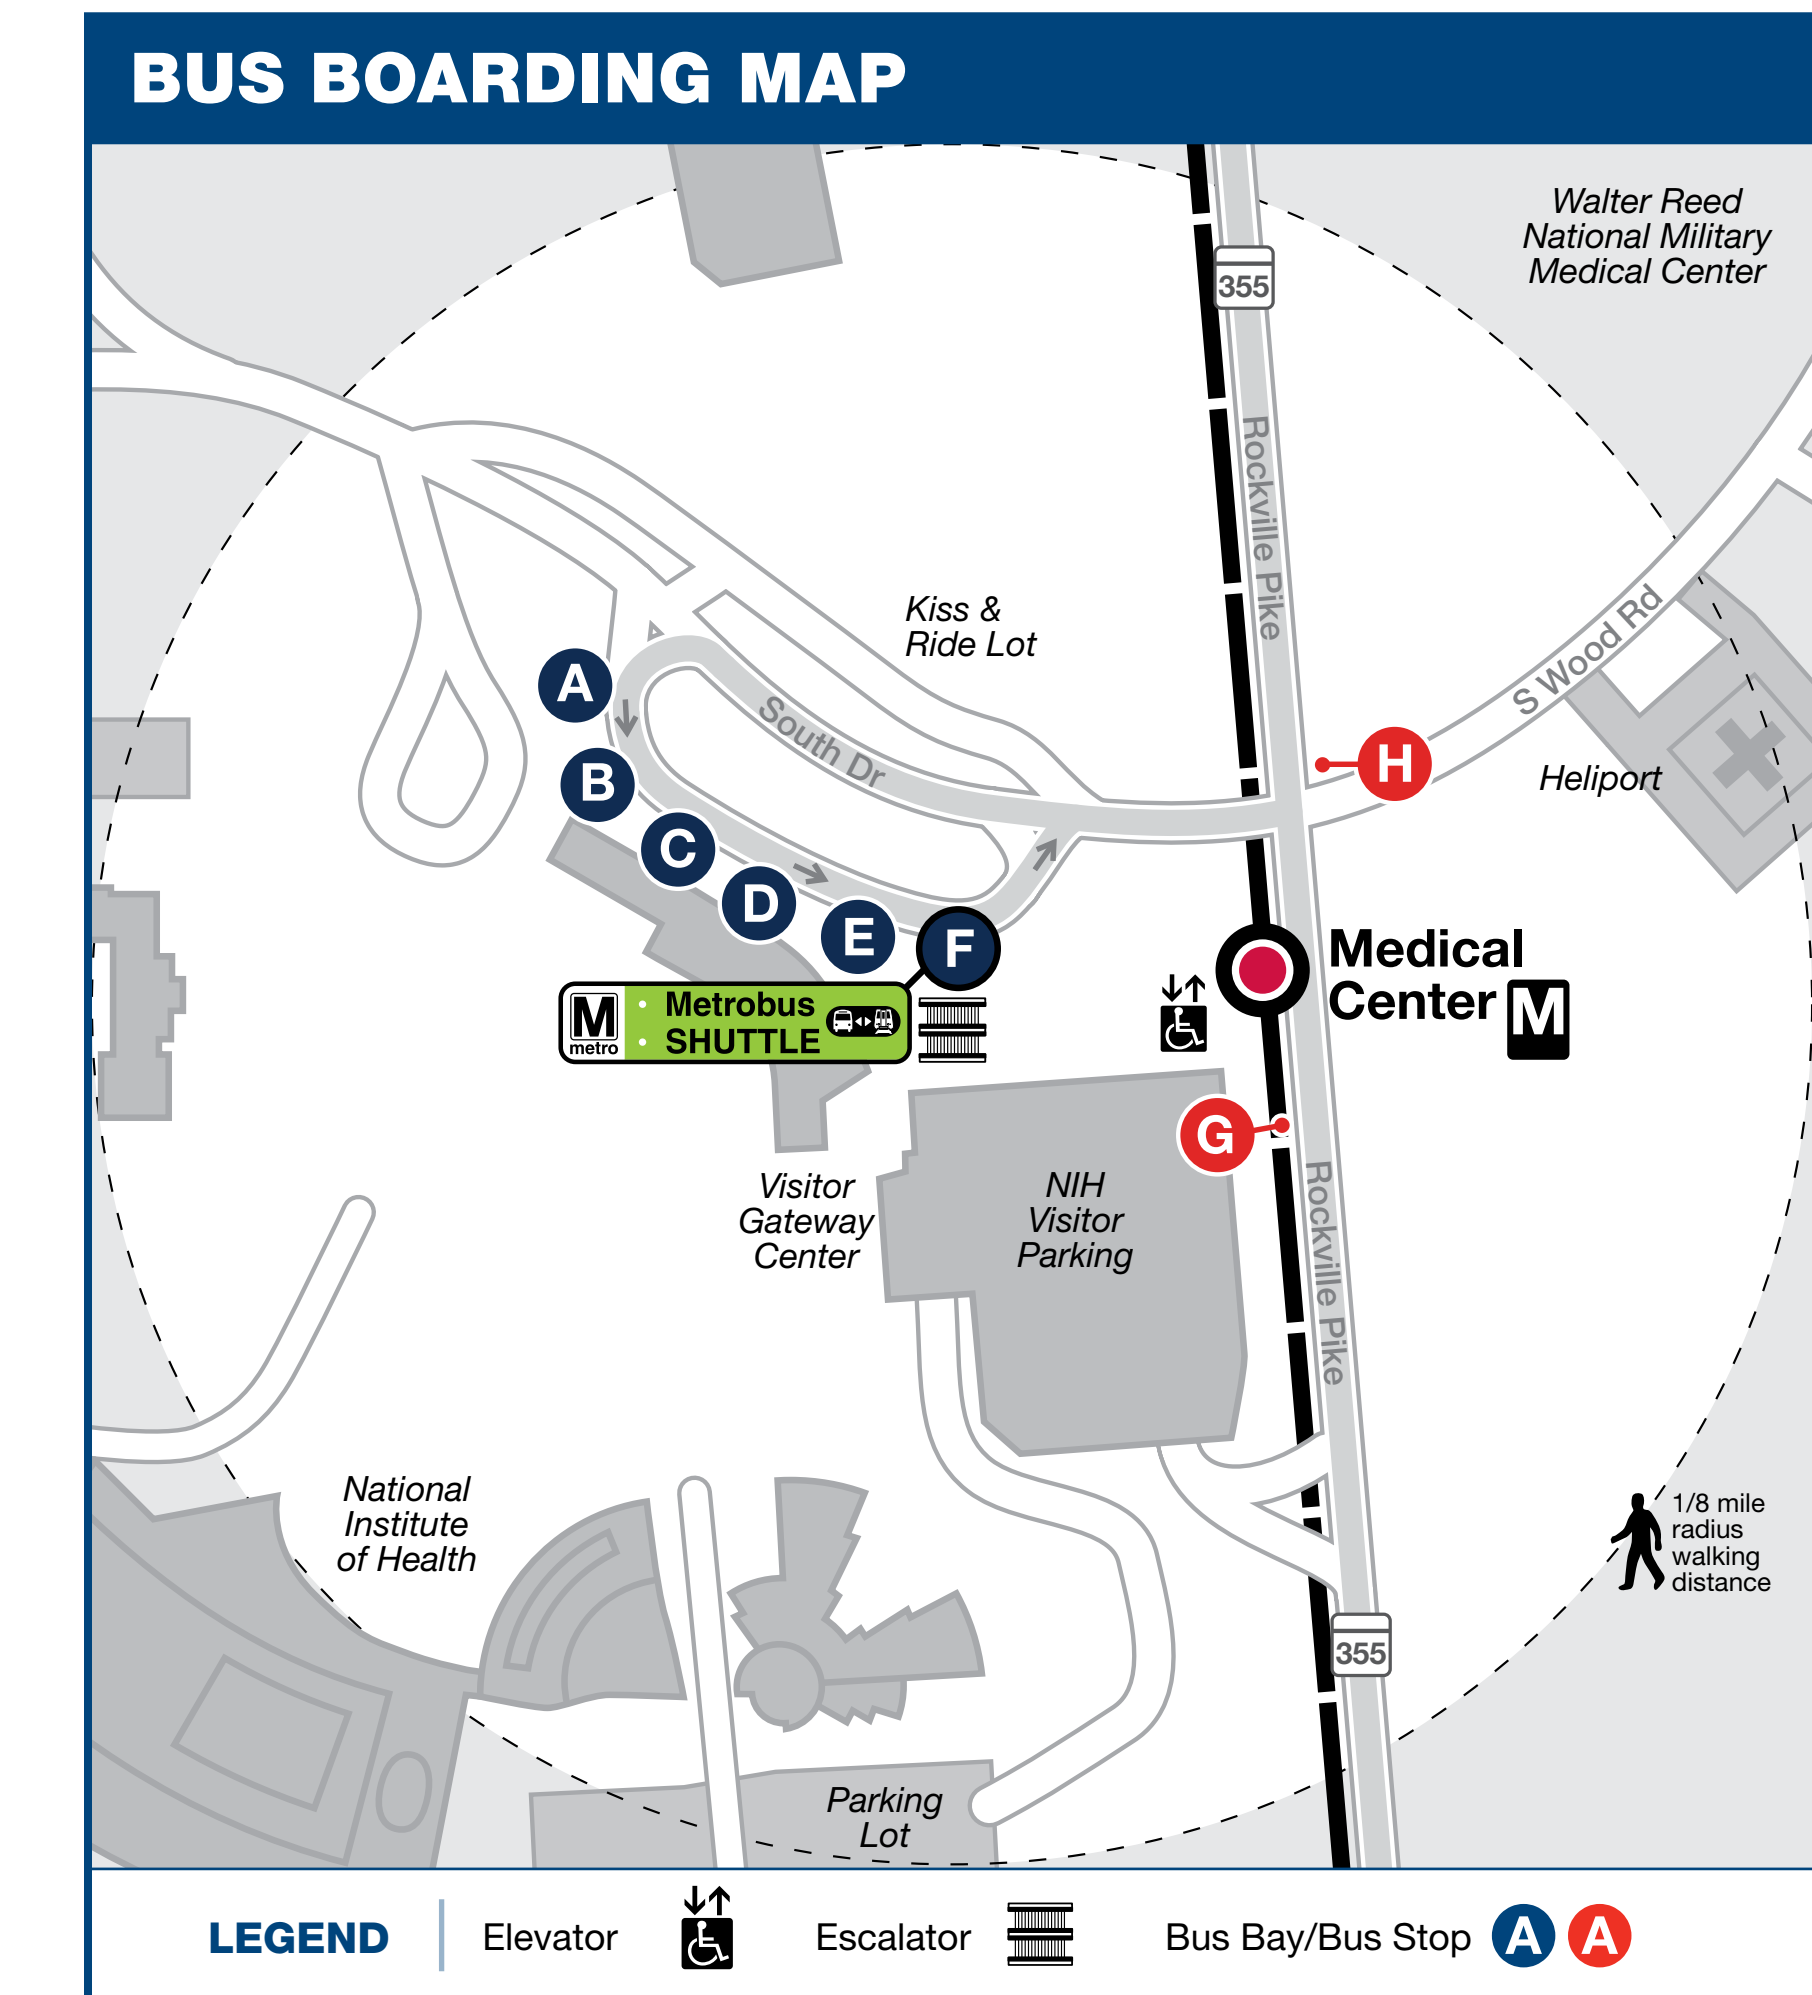 BUS BOARDING MAP
Walter Reed
National Military
Medical Center
355
Rockville Pike
Kiss &
Ride Lot
S Wood Rd
A
South Dr
B
H
Heliport
C
D
E
F
Medical
Center M
M metro
· Metrobus
· SHUTTLE
G
Visitor
Gateway
Center
NIH
Visitor
Parking
Rockville Pike
National
Institute
of Health
1/8 mile
radius
walking
distance
355
Parking
Lot
LEGEND
Elevator
Escalator
Bus Bay/Bus Stop A A